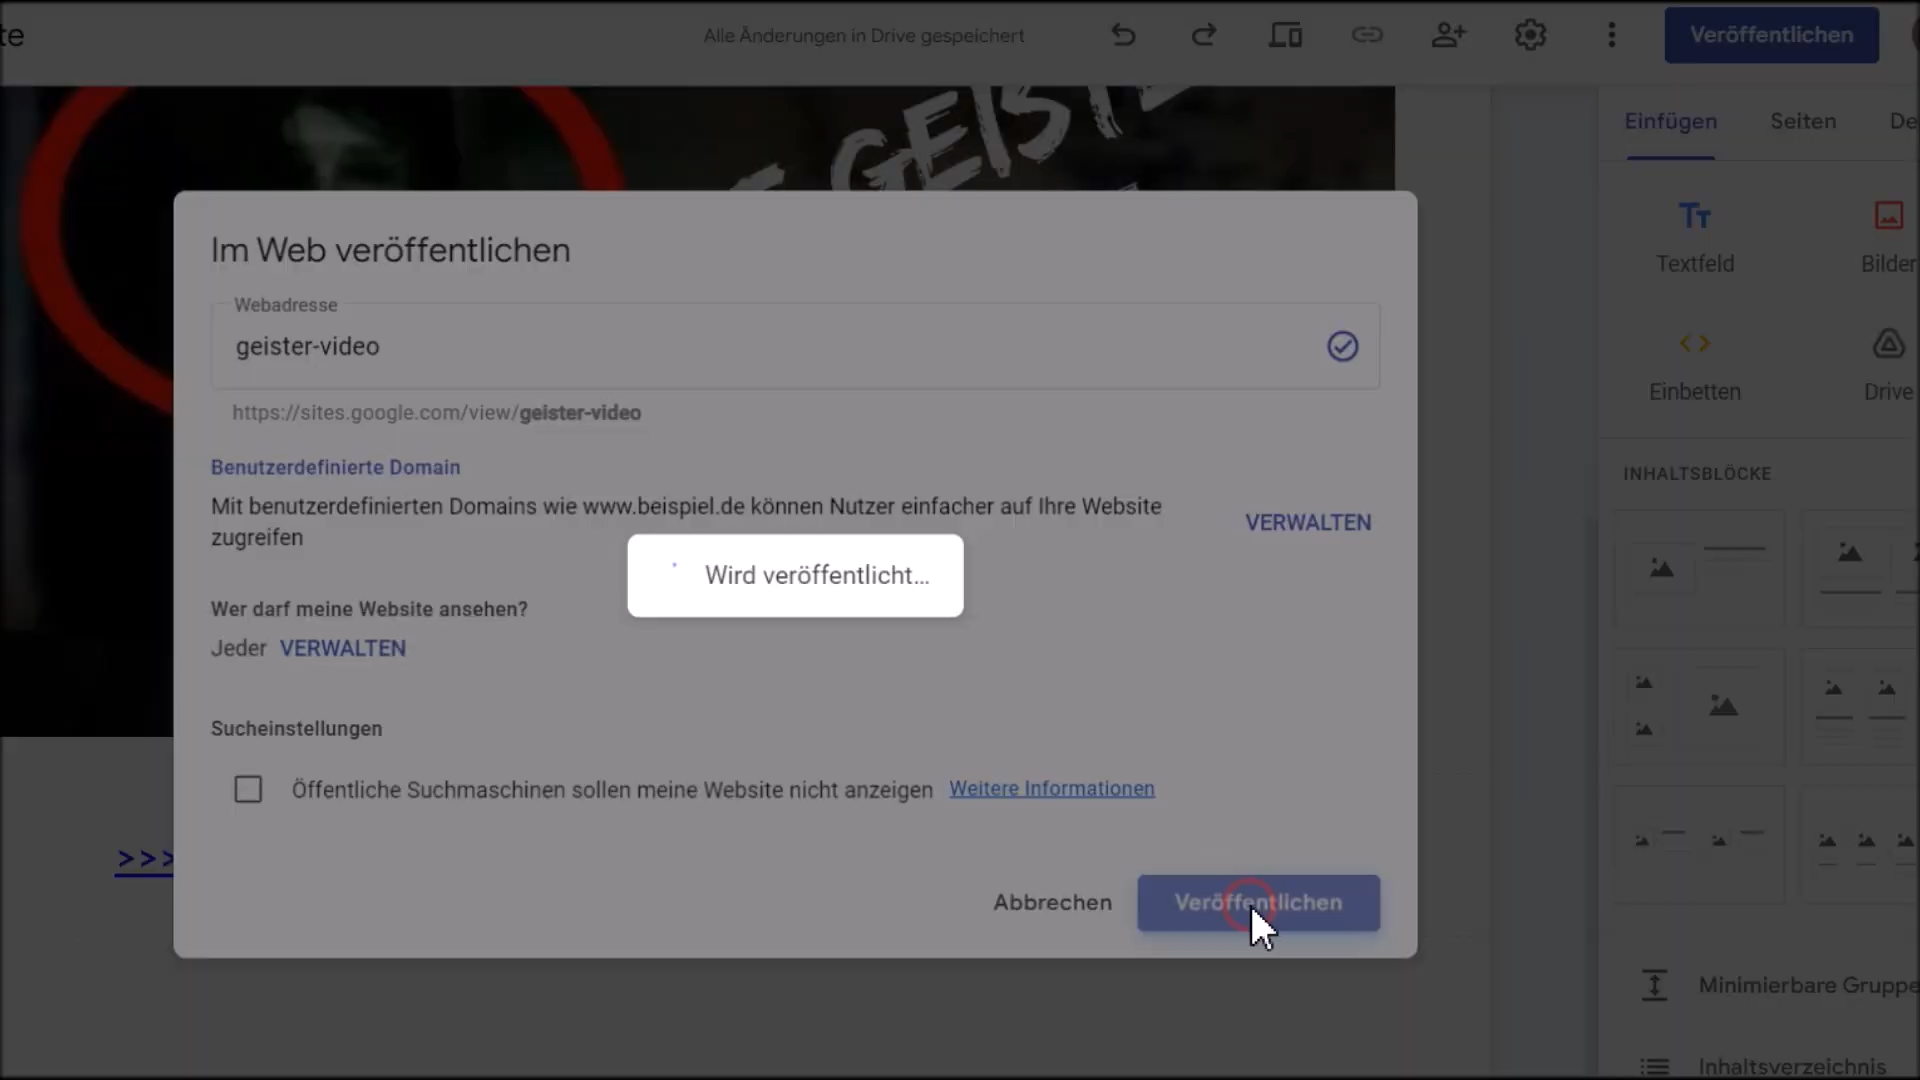 te
Alle Änderungen in Drive gespeichert
Veröffentlichen
GEISTE
Einfügen
Seiten
De
Im Web veröffentlichen
Textfeld
Bilder
Webadresse
geister-video
https://sites.google.com/view/geister-video
Einbetten
Drive
Benutzerdefinierte Domain
INHALTSBLÖCKE
Mit benutzerdefinierten Domains wie www.beispiel.de können Nutzer einfacher auf Ihre Website
zugreifen
VERWALTEN
Wird veröffentlicht...
Wer darf meine Website ansehen?
Jeder VERWALTEN
Sucheinstellungen
Öffentliche Suchmaschinen sollen meine Website nicht anzeigen Weitere Informationen
>>>
Abbrechen
Veröffentlichen
Minimierbare Gruppe
Inhaltsverzeichnis